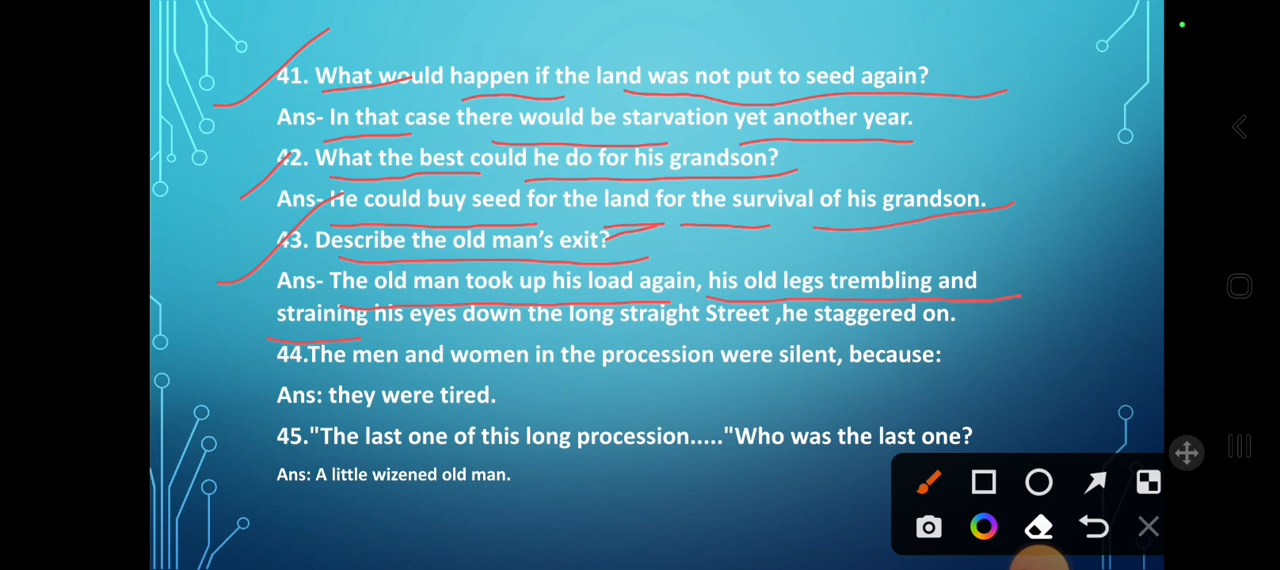 41. What would happen if the land was not put to seed again?
Ans- In that case there would be starvation yet another year.
42. What the best could he do for his grandson?
Ans- He could buy seed for the land for the survival of his grandson.
43. Describe the old man's exit?
Ans- The old man took up his load again, his old legs trembling and
straining his eyes down the long straight Street ,he staggered on.
44.The men and women in the procession were silent, because:
Ans: they were tired.
45."The last one of this long procession....."Who was the last one?
Ans: A little wizened old man.